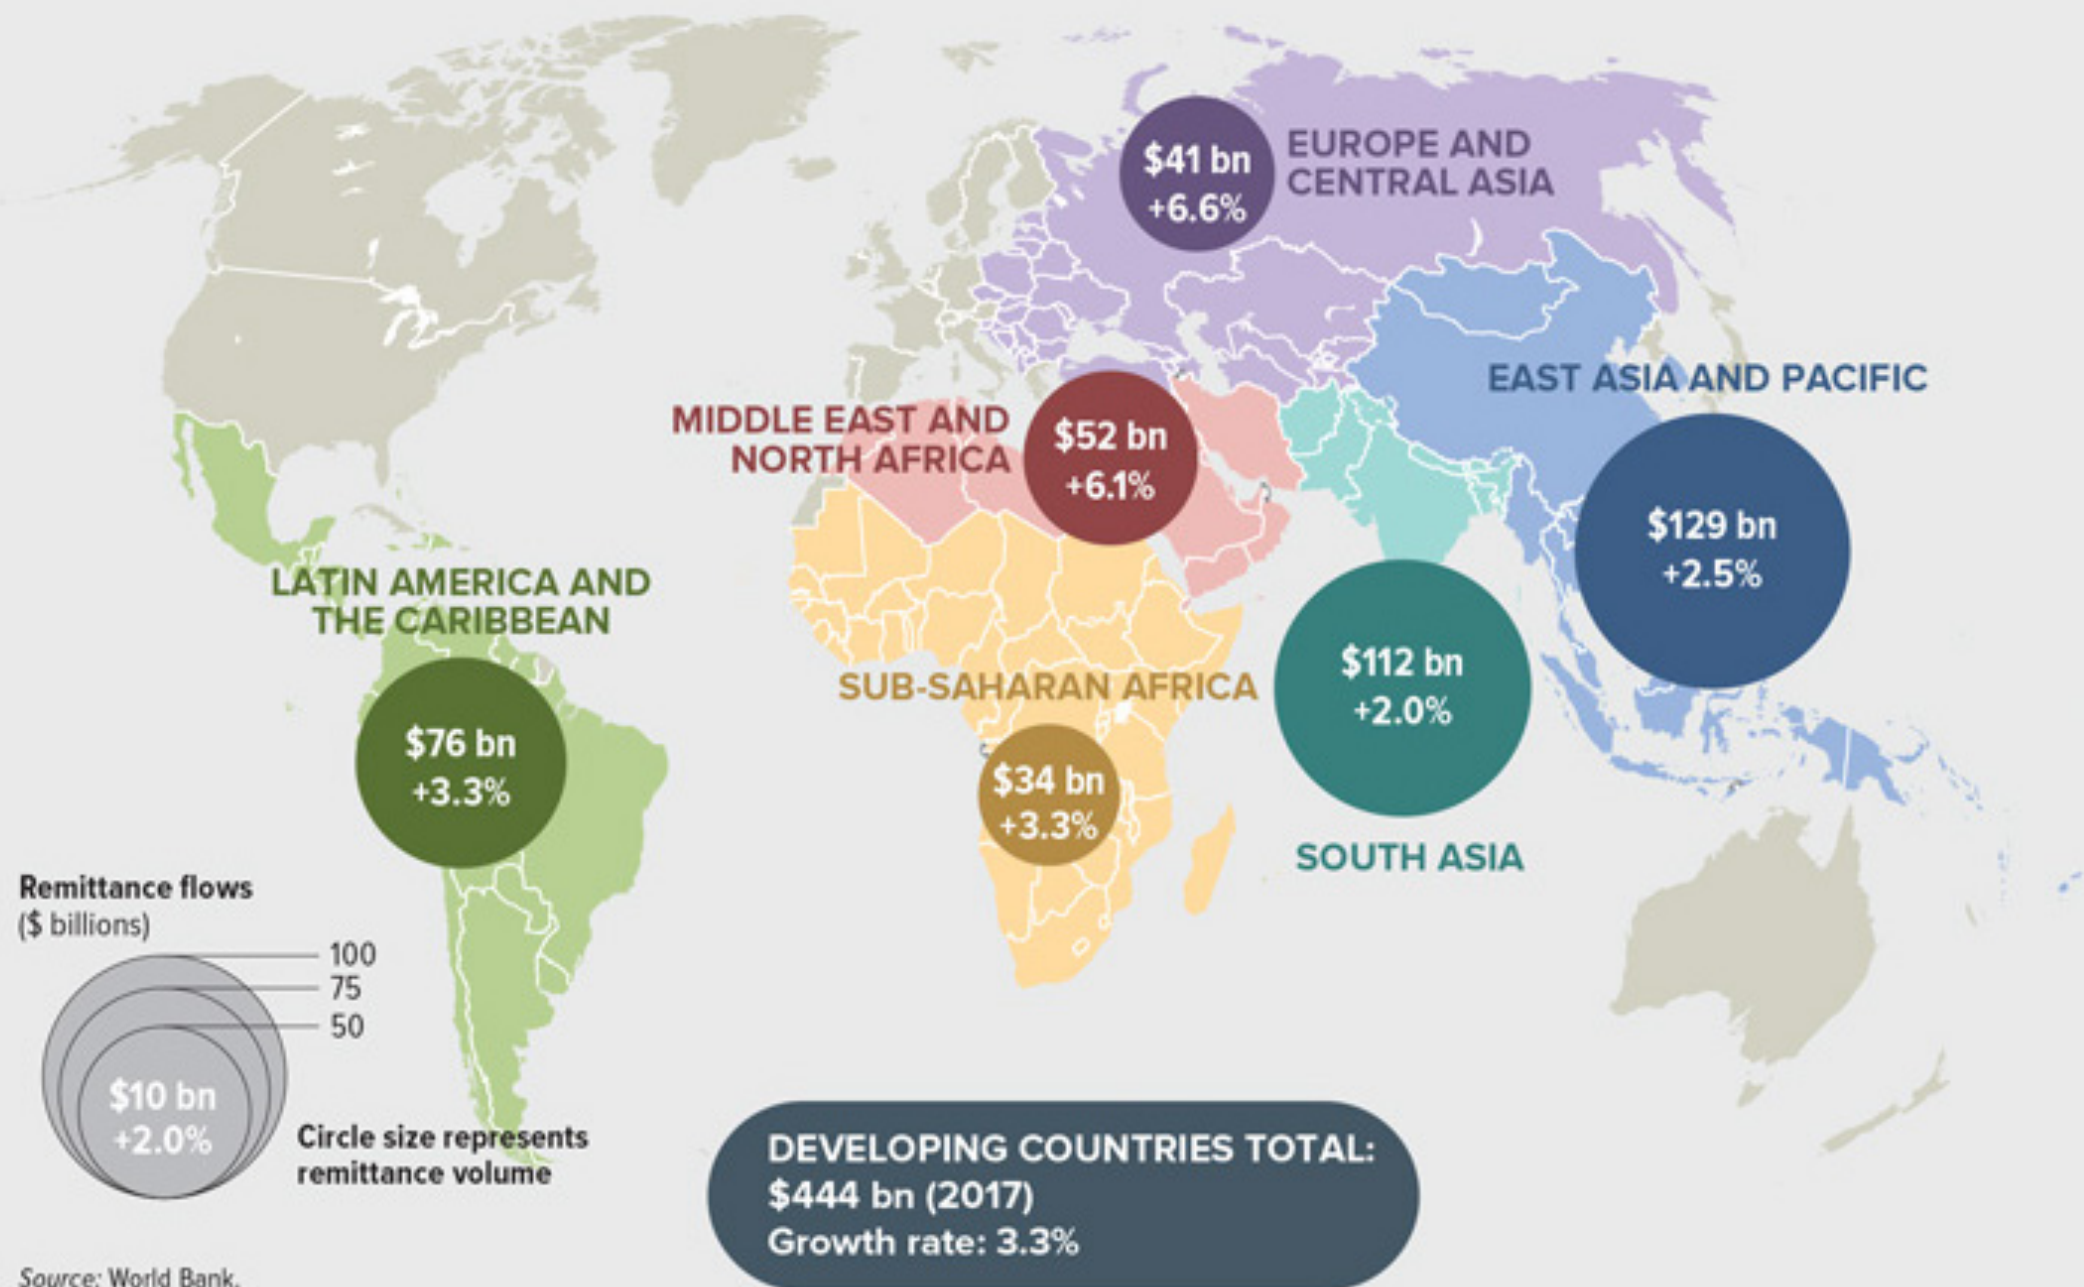 $41 bn
+6.6%
EUROPE AND
CENTRAL ASIA
EAST ASIA AND PACIFIC
$129 bn
+2.5%
MIDDLE EAST AND
NORTH AFRICA
$52 bn
+6.1%
LATIN AMERICA AND
THE CARIBBEAN
$76 bn
+3.3%
SUB-SAHARAN AFRICA
$34 bn
+3.3%
$112 bn
+2.0%
SOUTH ASIA
Remittance flows
($ billions)
100
75
50
$10 bn
+2.0%
Circle size represents
remittance volume
DEVELOPING COUNTRIES TOTAL:
$444 bn (2017)
Growth rate: 3.3%
Source: World Bank.